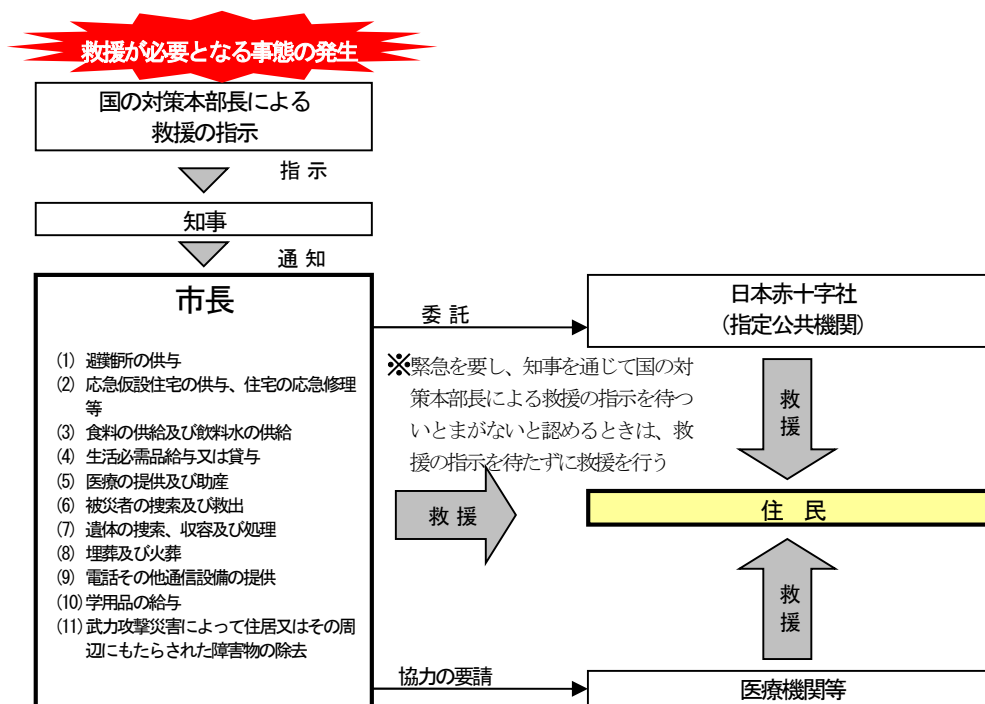 救援が必要となる事態の発生
国の対策本部長による
救援の指示
指 示
知事
通 知
市長
(1) 避難所の供与
(2) 応急仮設住宅の供与、住宅の応急修理
等
(3) 食料の供給及び飲料水の供給
(4) 生活必需品給与又は貸与
(5) 医療の提供及び助産
(6) 被災者の捜索及び救出
(7) 遺体の捜索、収容及び処理
(8) 埋葬及び火葬
(9) 電話その他通信設備の提供
(10) 学用品の給与
(11) 武力攻撃災害によって住居又はその周
辺にもたらされた障害物の除去
委 託
日本赤十字社
（指定公共機関）
※緊急を要し、知事を通じて国の対
策本部長による救援の指示を待つ
いとまがないと認めるときは、救
援の指示を待たずに救援を行う
救援
救 援
住 民
救援
協力の要請
医療機関等